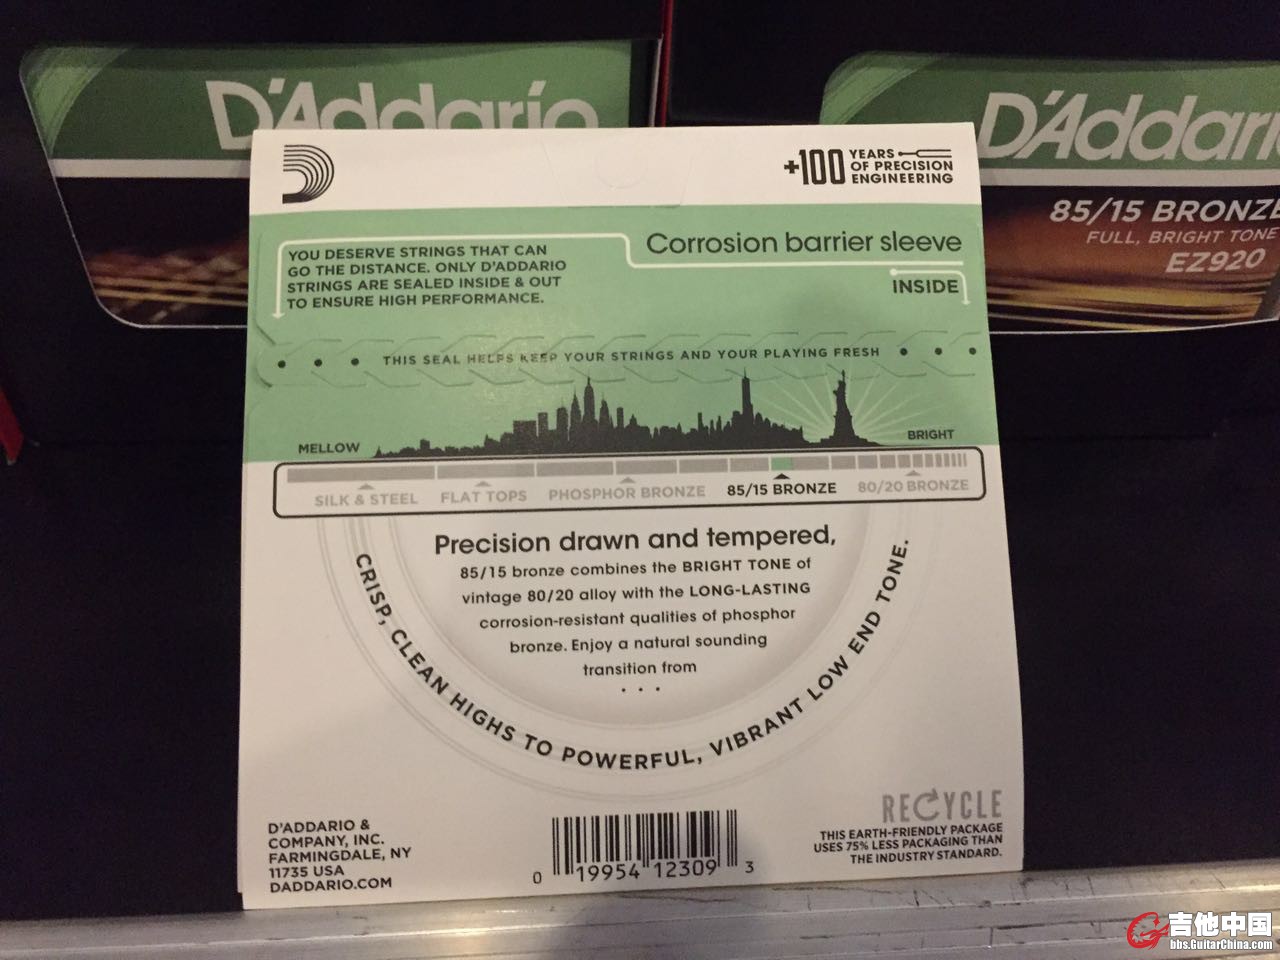 D'Addario
D'Addari
85/15 BRONZE
FULL, BRIGHT TONE
EZ920
+100 YEARS
OF PRECISION
ENGINEERING
YOU DESERVE STRINGS THAT CAN
GO THE DISTANCE. ONLY D'ADDARIO
STRINGS ARE SEALED INSIDE & OUT
TO ENSURE HIGH PERFORMANCE.
Corrosion barrier sleeve
INSIDE
THIS SEAL HELPS KEEP YOUR STRINGS AND YOUR PLAYING FRESH
MELLOW
BRIGHT
SILK & STEEL
FLAT TOPS
PHOSPHOR BRONZE
85/15 BRONZE
80/20 BRONZE
Precision drawn and tempered,
85/15 bronze combines the BRIGHT TONE of
vintage 80/20 alloy with the LONG-LASTING
corrosion-resistant qualities of phosphor
bronze. Enjoy a natural sounding
transition from
. . .
CRISP, CLEAN HIGHS TO POWERFUL, VIBRANT LOW END TONE.
D'ADDARIO &
COMPANY, INC.
FARMINGDALE, NY
11735 USA
DADDARIO.COM
0 19954 12309 3
RECYCLE
THIS EARTH-FRIENDLY PACKAGE
USES 75% LESS PACKAGING THAN
THE INDUSTRY STANDARD.
吉他中国
bbs.GuitarChina.com